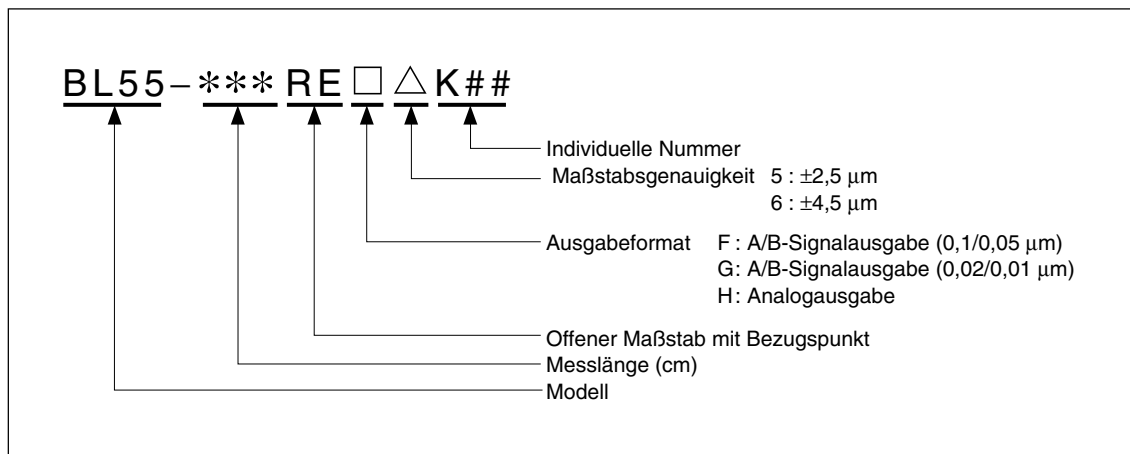 BL55–***RE□△K##
Individuelle Nummer
Maßstabsgenauigkeit 5 : ±2,5 μm
6 : ±4,5 μm
Ausgabeformat F : A/B-Signalausgabe (0,1/0,05 μm)
G: A/B-Signalausgabe (0,02/0,01 μm)
H: Analogausgabe
Offener Maßstab mit Bezugspunkt
Messlänge (cm)
Modell